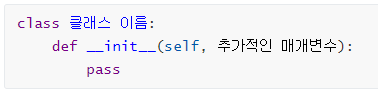 class 클래스 이름:
    def __init__(self, 추가적인 매개변수):
        pass